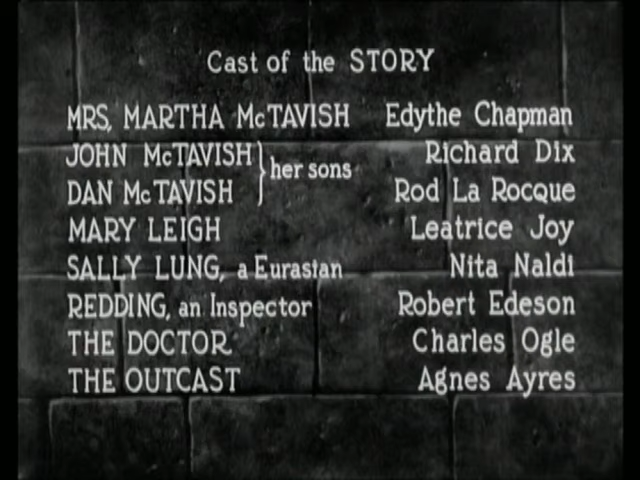 Cast of the STORY
MRS. MARTHA McTAVISH Edythe Chapman
JOHN McTAVISH } her sons Richard Dix
DAN McTAVISH Rod La Rocque
MARY LEIGH Leatrice Joy
SALLY LUNG, a Eurasian Nita Naldi
REDDING, an Inspector Robert Edeson
THE DOCTOR Charles Ogle
THE OUTCAST Agnes Ayres